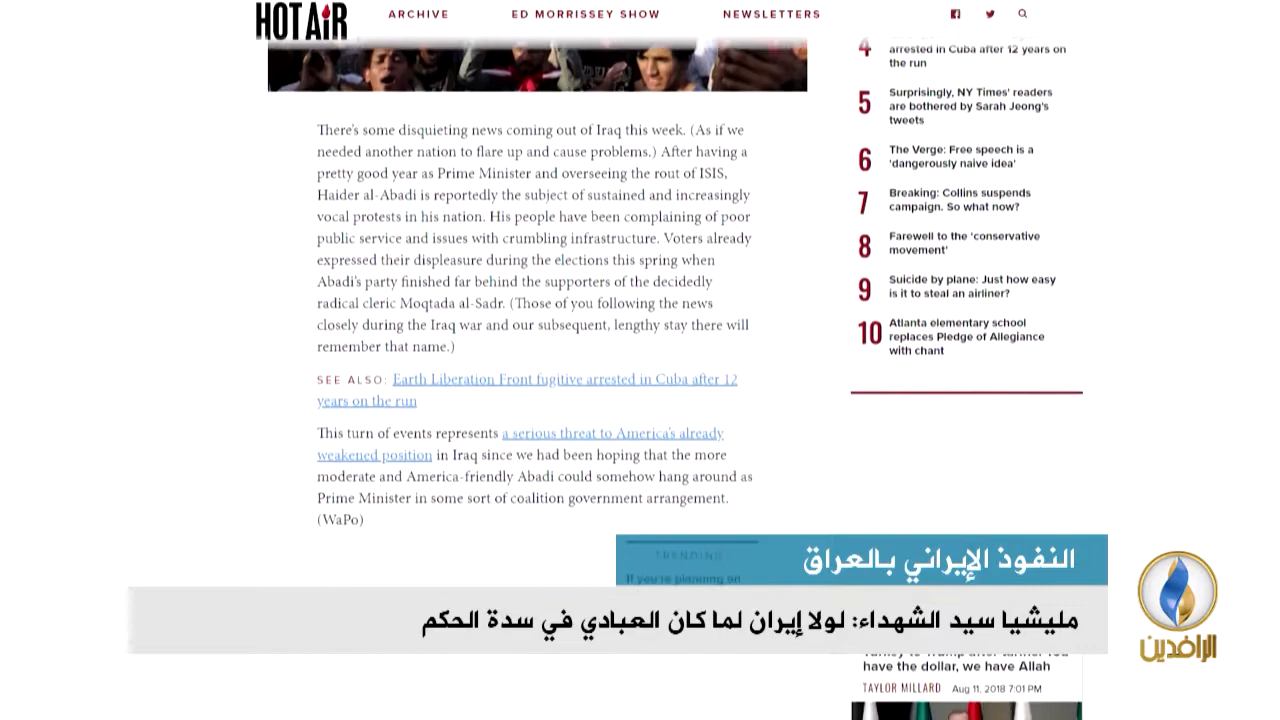 HOT AIR
ARCHIVE
ED MORRISSEY SHOW
NEWSLETTERS
There's some disquieting news coming out of Iraq this week. (As if we
needed another nation to flare up and cause problems.) After having a
pretty good year as Prime Minister and overseeing the rout of ISIS,
Haider al-Abadi is reportedly the subject of sustained and increasingly
vocal protests in his nation. His people have been complaining of poor
public service and issues with crumbling infrastructure. Voters already
expressed their displeasure during the elections this spring when
Abadi's party finished far behind the supporters of the decidedly
radical cleric Moqtada al-Sadr. (Those of you following the news
closely during the Iraq war and our subsequent, lengthy stay there will
remember that name.)
SEE ALSO: Earth Liberation Front fugitive arrested in Cuba after 12
years on the run
This turn of events represents a serious threat to America's already
weakened position in Iraq since we had been hoping that the more
moderate and America-friendly Abadi could somehow hang around as
Prime Minister in some sort of coalition government arrangement.
(WaPo)
4
arrested in Cuba after 12 years on
the run
5
Surprisingly, NY Times' readers
are bothered by Sarah Jeong's
tweets
6
The Verge: Free speech is a
'dangerously naive idea'
7
Breaking: Collins suspends
campaign. So what now?
8
Farewell to the 'conservative
movement'
9
Suicide by plane: Just how easy
is it to steal an airliner?
10
Atlanta elementary school
replaces Pledge of Allegiance
with chant
TRENDING
If you're planning on
النفوذ الإيراني بالعراق
مليشيا سيد الشهداء: لولا إيران لما كان العبادي في سدة الحكم
الرافدين
have the dollar, we have Allah
TAYLOR MILLARD Aug 11, 2018 7:01 PM